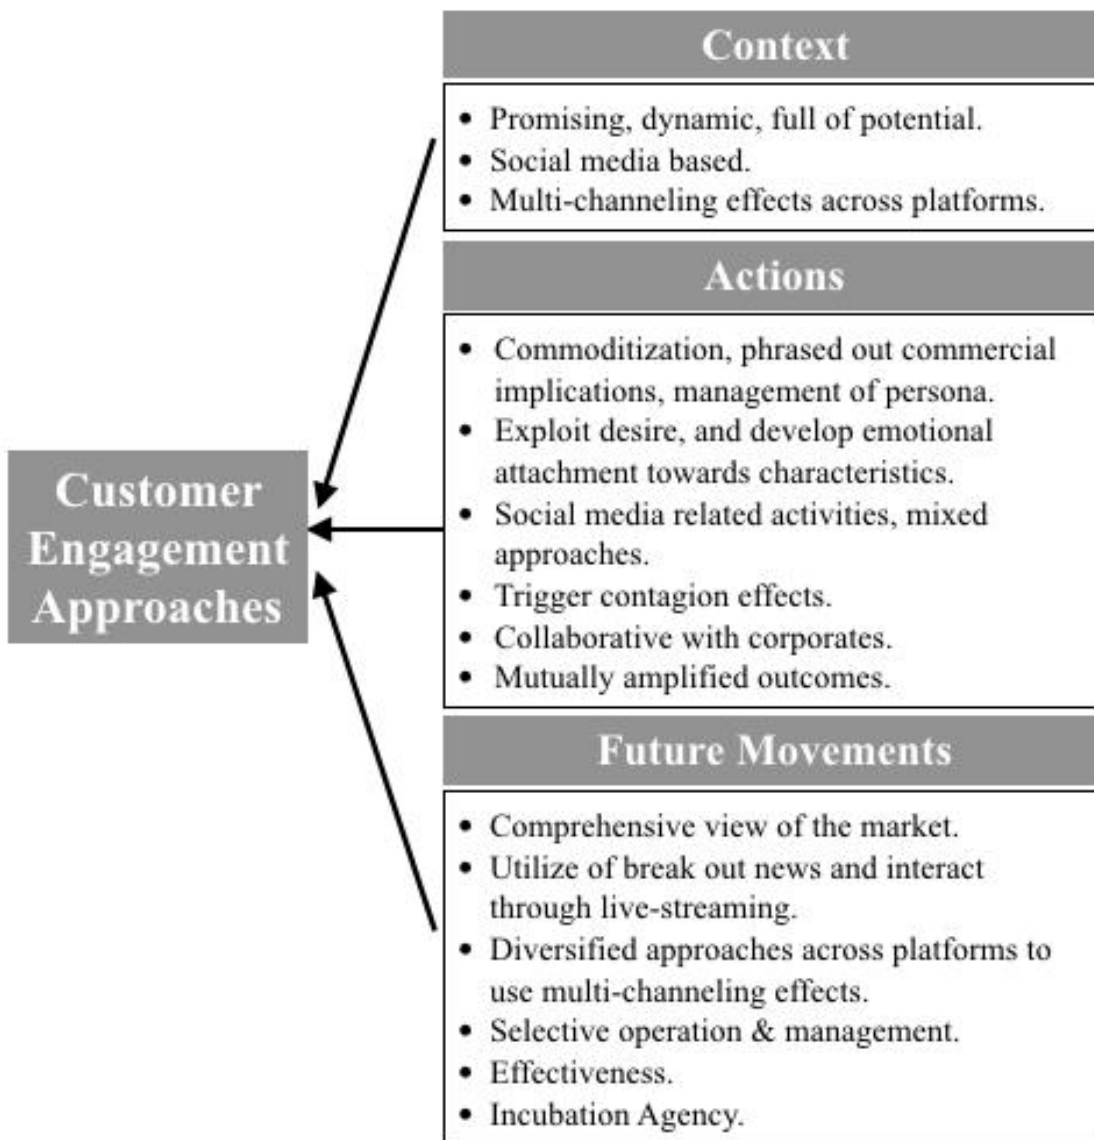 Context
• Promising, dynamic, full of potential.
• Social media based.
• Multi-channeling effects across platforms.
Actions
• Commoditization, phrased out commercial
implications, management of persona.
• Exploit desire, and develop emotional
attachment towards characteristics.
• Social media related activities, mixed
approaches.
• Trigger contagion effects.
• Collaborative with corporates.
• Mutually amplified outcomes.
Customer
Engagement
Approaches
Future Movements
• Comprehensive view of the market.
• Utilize of break out news and interact
through live-streaming.
• Diversified approaches across platforms to
use multi-channeling effects.
• Selective operation & management.
• Effectiveness.
• Incubation Agency.